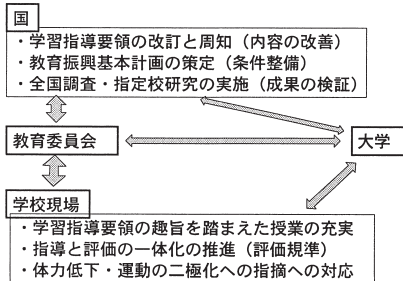 国
・学習指導要領の改訂と周知（内容の改善）
・教育振興基本計画の策定（条件整備）
・全国調査・指定校研究の実施（成果の検証）
教育委員会
大学
学校現場
・学習指導要領の趣旨を踏まえた授業の充実
・指導と評価の一体化の推進（評価規準）
・体力低下・運動の二極化への指摘への対応